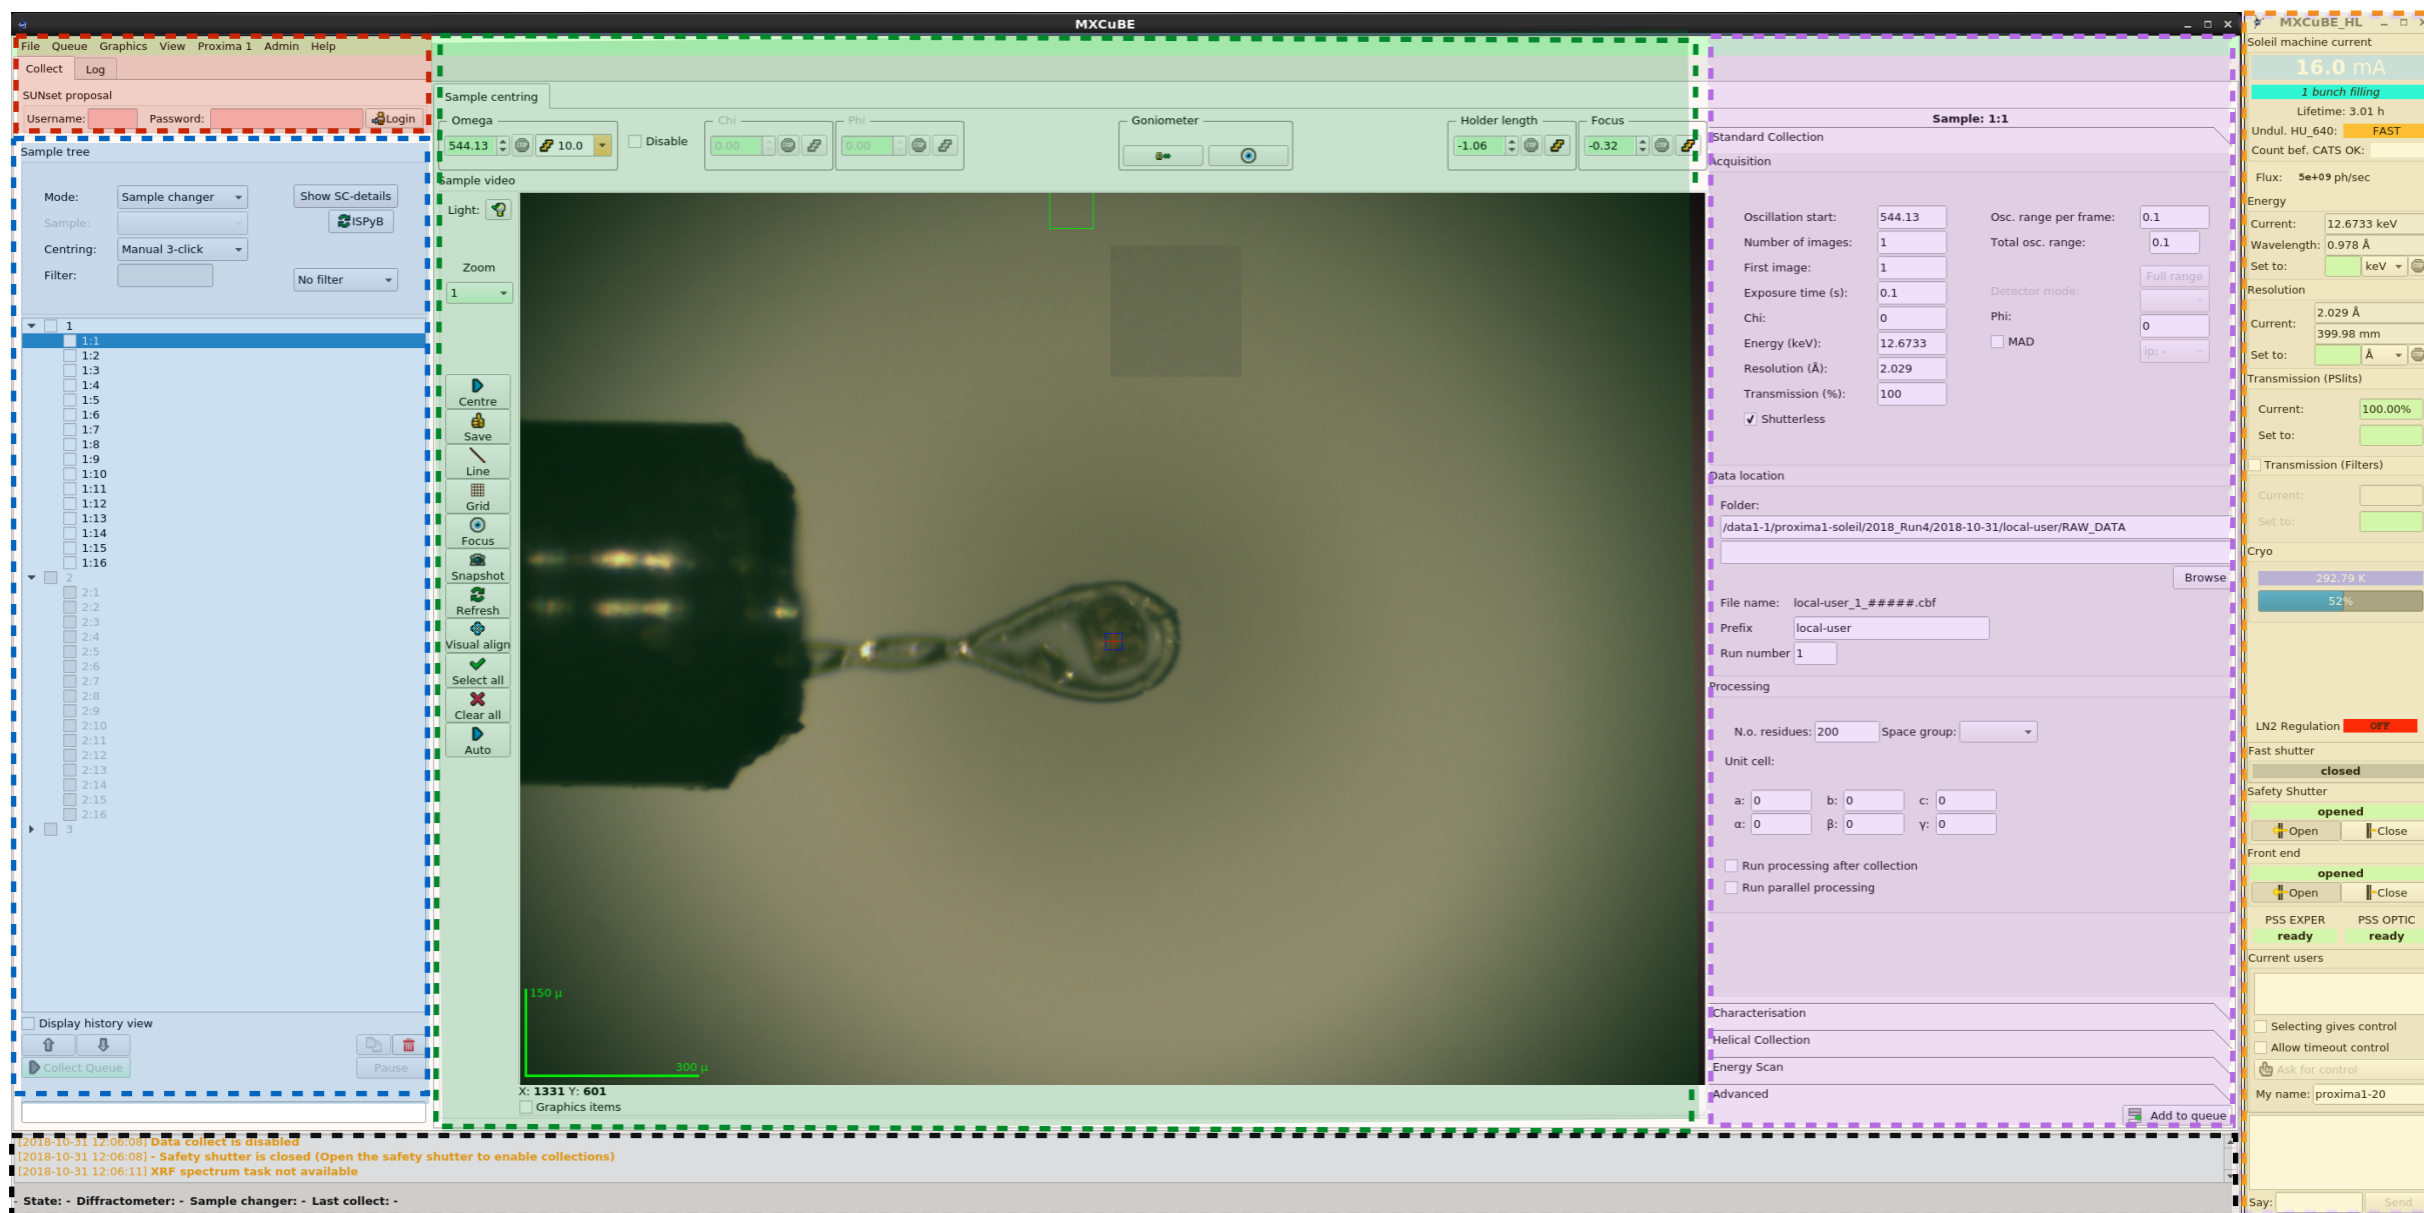 MXCuBE
File Queue Graphics View Proxima 1 Admin Help
Collect Log
SUNset proposal
Username: Password: Login
Sample tree
Mode: Sample changer Show SC-details
Sample: ISPyB
Centring: Manual 3-click
Filter: No filter
1
1:1
1:2
1:3
1:4
1:5
1:6
1:7
1:8
1:9
1:10
1:11
1:12
1:13
1:14
1:15
1:16
2
2:1
2:2
2:3
2:4
2:5
2:6
2:7
2:8
2:9
2:10
2:11
2:12
2:13
2:14
2:15
2:16
3
Display history view
Collect Queue Pause
Sample centring
Omega
544.13 10.0 Disable
Chi
0.00
Phi
0.00
Goniometer
Holder length
-1.06
Focus
-0.32
Sample video
Light:
Zoom
1
Centre
Save
Line
Grid
Focus
Snapshot
Refresh
Visual align
Select all
Clear all
Auto
150 µ
300 µ
X: 1331 Y: 601
Graphics items
Sample: 1:1
Standard Collection
Acquisition
Oscillation start: 544.13 Osc. range per frame: 0.1
Number of images: 1 Total osc. range: 0.1
First image: 1 Full range
Exposure time (s): 0.1 Detector mode:
Chi: 0 Phi: 0
Energy (keV): 12.6733 MAD ip: -
Resolution (Å): 2.029
Transmission (%): 100
Shutterless
Data location
Folder:
/data1-1/proxima1-soleil/2018_Run4/2018-10-31/local-user/RAW_DATA
Browse
File name: local-user_1_#####.cbf
Prefix local-user
Run number 1
Processing
N.o. residues: 200 Space group:
Unit cell:
a: 0 b: 0 c: 0
α: 0 β: 0 γ: 0
Run processing after collection
Run parallel processing
Characterisation
Helical Collection
Energy Scan
Advanced
Add to queue
MXCuBE_HL
Soleil machine current
16.0 mA
1 bunch filling
Lifetime: 3.01 h
Undul. HU_640: FAST
Count bef. CATS OK:
Flux: 5e+09 ph/sec
Energy
Current: 12.6733 keV
Wavelength: 0.978 Å
Set to: keV
Resolution
Current: 2.029 Å
399.98 mm
Set to: Å
Transmission (PSlits)
Current: 100.00%
Set to:
Transmission (Filters)
Current:
Set to:
Cryo
292.79 K
52%
LN2 Regulation OFF
Fast shutter
closed
Safety Shutter
opened
Open Close
Front end
opened
Open Close
PSS EXPER PSS OPTIC
ready ready
Current users
Selecting gives control
Allow timeout control
Ask for control
My name: proxima1-20
Say: Send
[2018-10-31 12:06:08] Data collect is disabled
[2018-10-31 12:06:08] - Safety shutter is closed (Open the safety shutter to enable collections)
[2018-10-31 12:06:11] XRF spectrum task not available
- State: - Diffractometer: - Sample changer: - Last collect: -